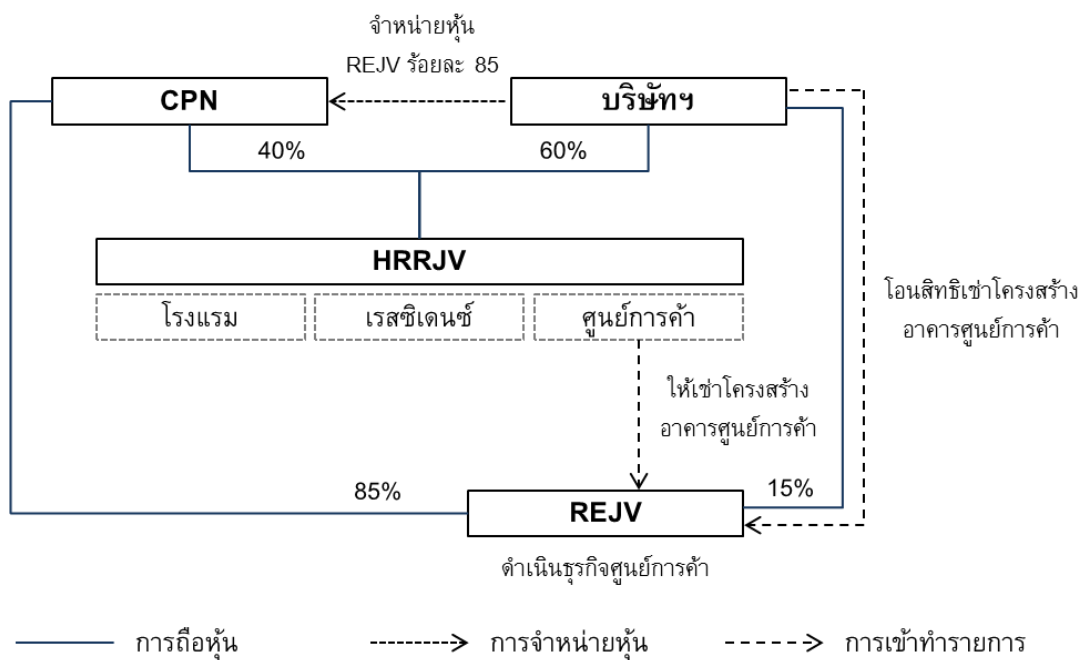 จำหน่ายหุ้น
REJV ร้อยละ 85
CPN
บริษัทฯ
40%
60%
HRRJV
โรงแรม
เรสซิเดนซ์
ศูนย์การค้า
โอนสิทธิเช่าโครงสร้าง
อาคารศูนย์การค้า
ให้เช่าโครงสร้าง
อาคารศูนย์การค้า
85%
REJV
15%
ดำเนินธุรกิจศูนย์การค้า
การถือหุ้น
การจำหน่ายหุ้น
การเข้าทำรายการ